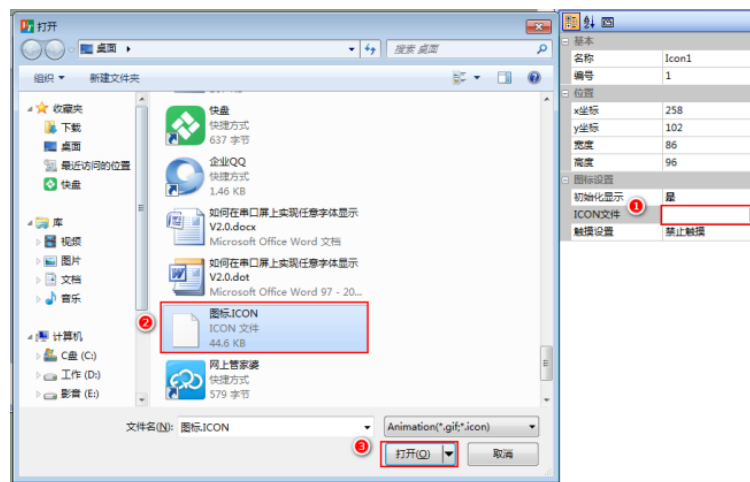 打开
桌面
搜索 桌面
组织
新建文件夹
收藏夹
下载
桌面
最近访问的位置
快盘
库
视频
图片
文档
音乐
计算机
C盘 (C:)
工作 (D:)
影音 (E:)
快盘
快捷方式
637 字节
企业QQ
快捷方式
1.46 KB
如何在串口屏上实现任意字体显示
V2.0.docx
Microsoft Office Word 文档
如何在串口屏上实现任意字体显示
V2.0.dot
Microsoft Office Word 97 - 20...
2
图标.ICON
ICON 文件
44.6 KB
网上管家婆
快捷方式
579 字节
文件名(N): 图标.ICON
Animation(*.gif;*.icon)
3
打开(O)
取消
基本
名称 Icon1
编号 1
位置
x坐标 258
y坐标 102
宽度 86
高度 96
图标设置
初始化显示 是
1
ICON文件
触摸设置 禁止触摸